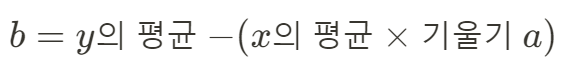 b = y의 평균 −(x의 평균 × 기울기 a)